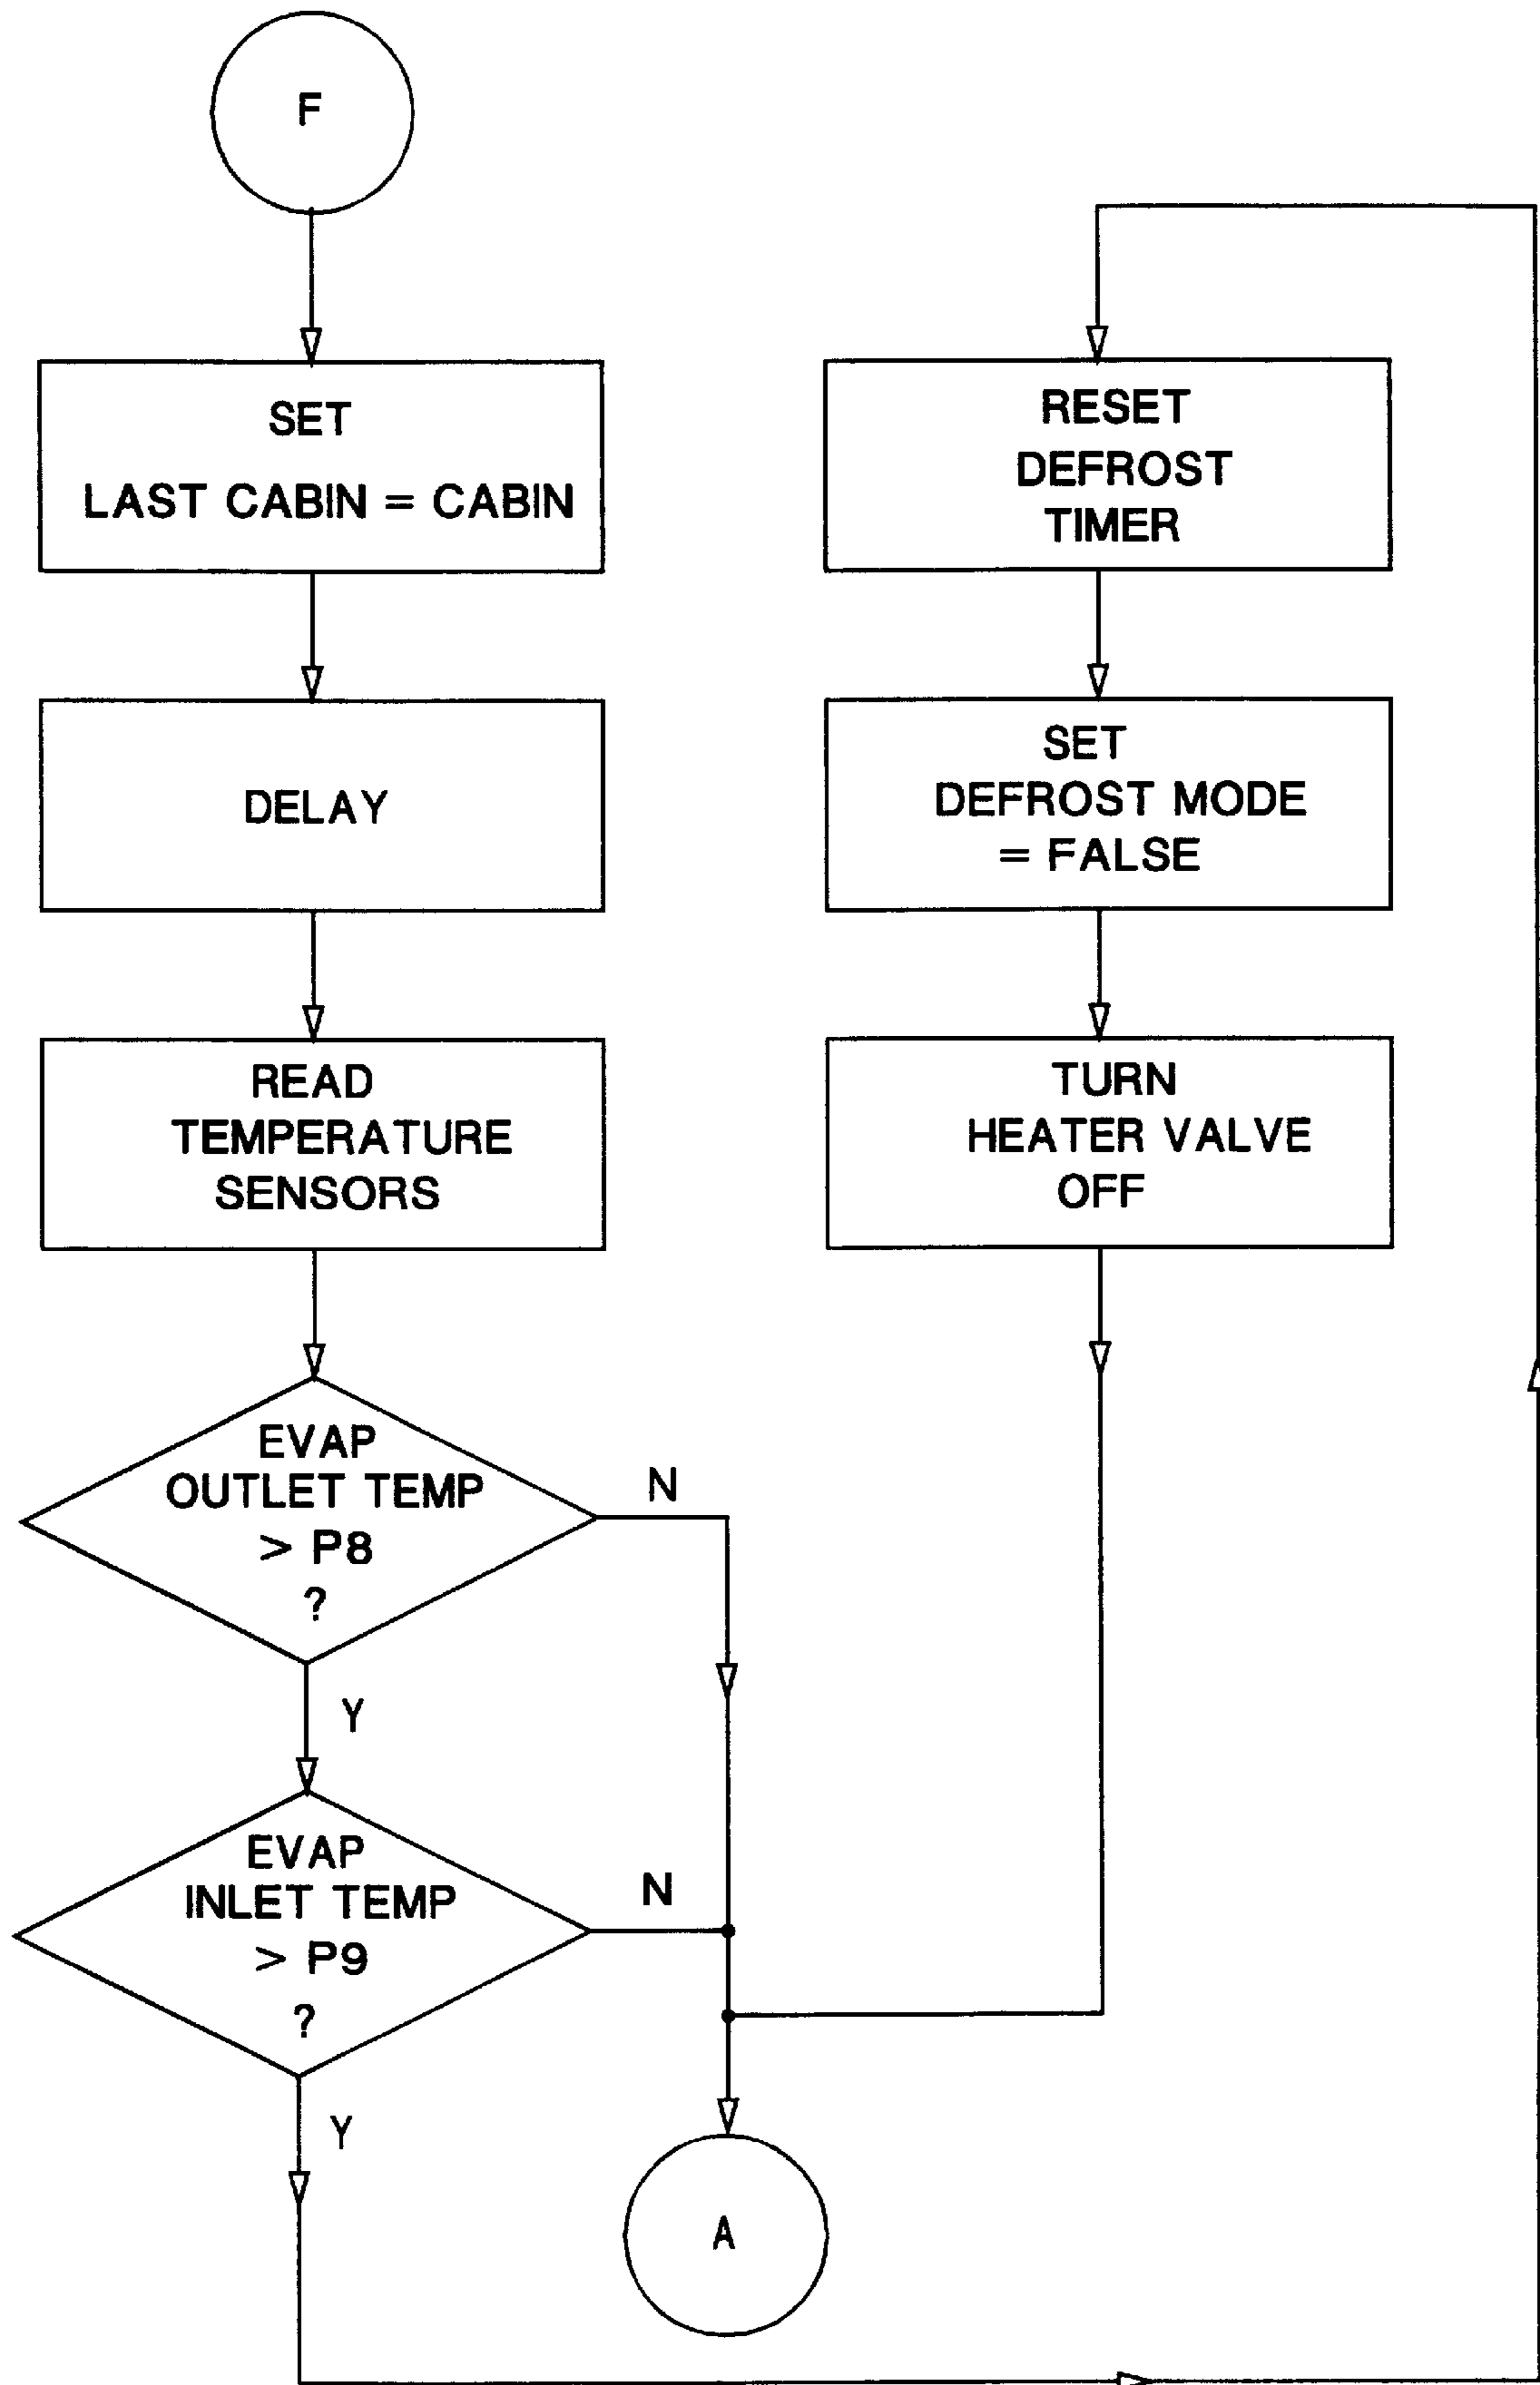 F
SET
LAST CABIN = CABIN
DELAY
READ
TEMPERATURE
SENSORS
EVAP
OUTLET TEMP
> P8
?
N
Y
EVAP
INLET TEMP
> P9
?
N
Y
RESET
DEFROST
TIMER
SET
DEFROST MODE
= FALSE
TURN
HEATER VALVE
OFF
A